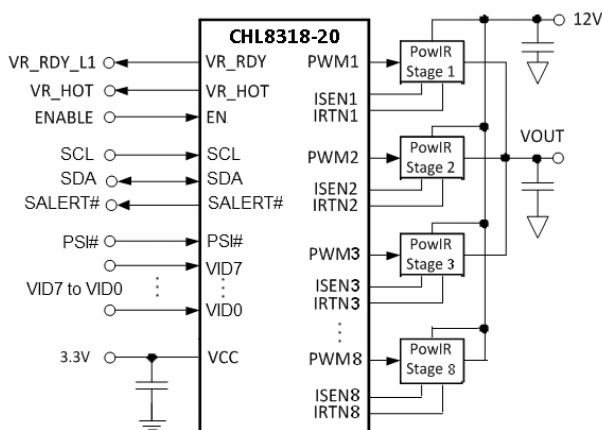 CHL8318-20
12V
VR_RDY_L1
VR_RDY
PWM1
PowIR
Stage 1
VR_HOT
VR_HOT
ISEN1
ENABLE
EN
IRTN1
VOUT
SCL
SCL
PWM2
PowIR
Stage 2
SDA
SDA
ISEN2
SALERT#
SALERT#
IRTN2
PSI#
PSI#
PWM3
PowIR
Stage 3
VID7
ISEN3
VID7 to VID0
IRTN3
VID0
3.3V
VCC
PWM8
PowIR
Stage 8
ISEN8
IRTN8